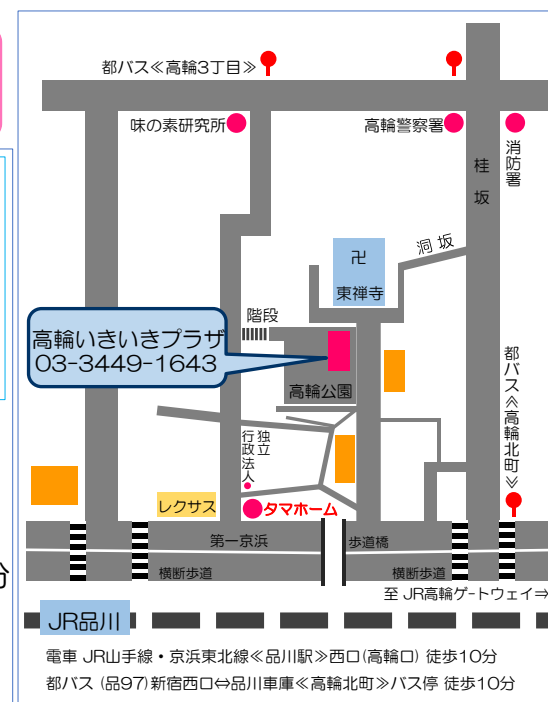 都バス≪高輪3丁目≫
味の素研究所
高輪警察署
消防署
桂坂
洞坂
卍
東禅寺
階段
高輪いきいきプラザ
03-3449-1643
高輪公園
都バス≪高輪北町≫
独立
行政法人
レクサス
タマホーム
第一京浜
歩道橋
横断歩道
横断歩道
至 JR高輪ゲートウェイ⇒
分
JR品川
電車 JR山手線・京浜東北線≪品川駅≫西口(高輪口) 徒歩10分
都バス (品97)新宿西口⇔品川車庫≪高輪北町≫バス停 徒歩10分